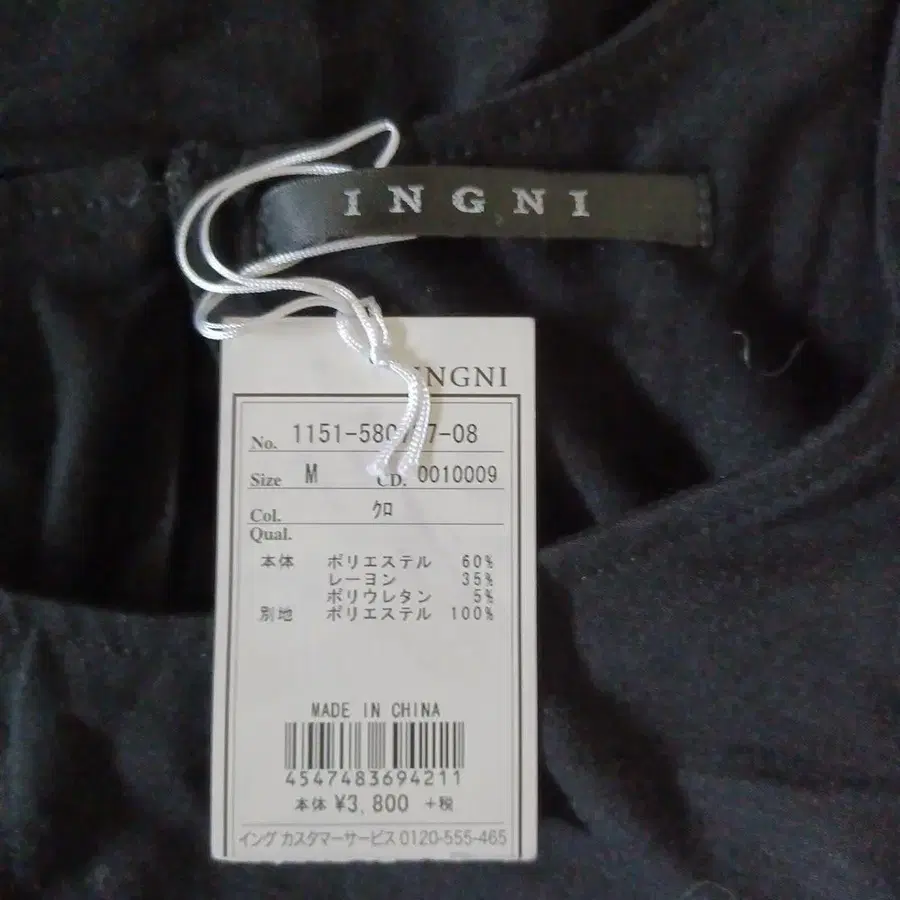 INGNI
INGNI
No. 1151-580 7-08
Size M CD. 0010009
Col. クロ
Qual.
本体 ポリエステル 60%
レーヨン 35%
ポリウレタン 5%
別地 ポリエステル 100%
MADE IN CHINA
4547483694211
本体 ¥3,800 +税
イング カスタマーサービス 0120-555-465